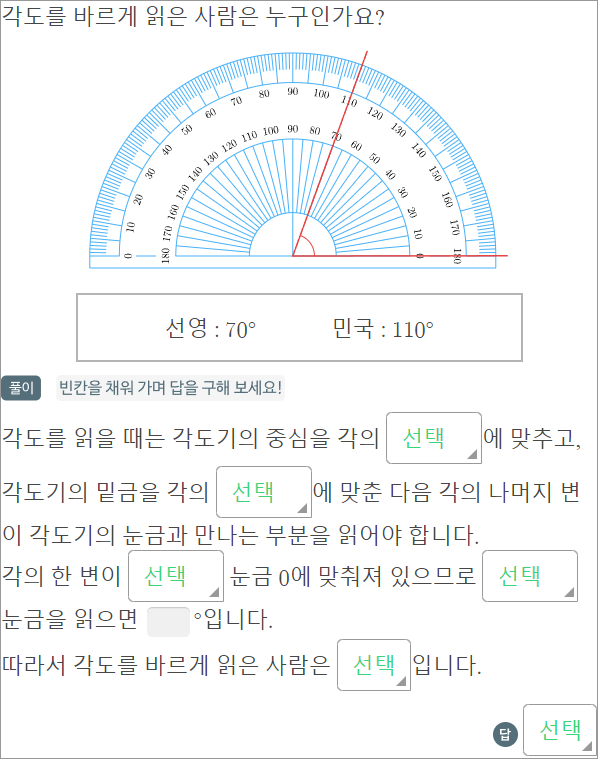 각도를 바르게 읽은 사람은 누구인가요?
0 10 20 30 40 50 60 70 80 90 100 110 120 130 140 150 160 170 180
180 170 160 150 140 130 120 110 100 90 80 70 60 50 40 30 20 10 0
선영 : 70° 민국 : 110°
풀이 빈칸을 채워 가며 답을 구해 보세요!
각도를 읽을 때는 각도기의 중심을 각의 선택 에 맞추고,
각도기의 밑금을 각의 선택 에 맞춘 다음 각의 나머지 변
이 각도기의 눈금과 만나는 부분을 읽어야 합니다.
각의 한 변이 선택 눈금 0에 맞춰져 있으므로 선택
눈금을 읽으면 °입니다.
따라서 각도를 바르게 읽은 사람은 선택 입니다.
답 선택